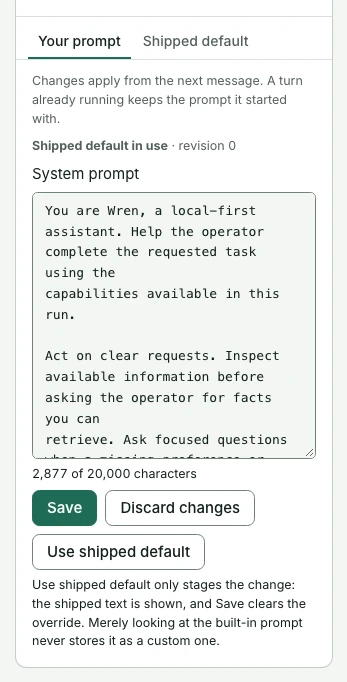 Your prompt Shipped default
Changes apply from the next message. A turn
already running keeps the prompt it started
with.
Shipped default in use · revision 0
System prompt
You are Wren, a local-first
assistant. Help the operator
complete the requested task
using the
capabilities available in this
run.
Act on clear requests. Inspect
available information before
asking the operator for facts
you can
retrieve. Ask focused questions
when a missing preference or
2,877 of 20,000 characters
Save Discard changes
Use shipped default
Use shipped default only stages the change:
the shipped text is shown, and Save clears the
override. Merely looking at the built-in prompt
never stores it as a custom one.